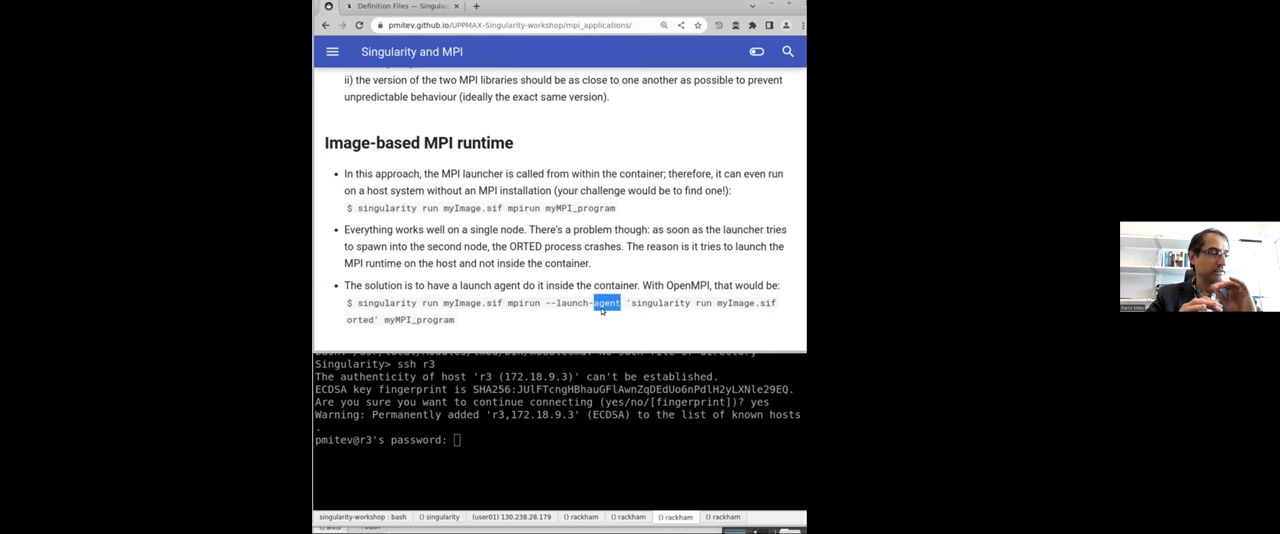 Definition Files — Singular
pmitev.github.io/UPPMAX-Singularity-workshop/mpi_applications/
Singularity and MPI
ii) the version of the two MPI libraries should be as close to one another as possible to prevent
unpredictable behaviour (ideally the exact same version).
Image-based MPI runtime
• In this approach, the MPI launcher is called from within the container; therefore, it can even run
on a host system without an MPI installation (your challenge would be to find one!):
$ singularity run myImage.sif mpirun myMPI_program
• Everything works well on a single node. There's a problem though: as soon as the launcher tries
to spawn into the second node, the ORTED process crashes. The reason is it tries to launch the
MPI runtime on the host and not inside the container.
• The solution is to have a launch agent do it inside the container. With OpenMPI, that would be:
$ singularity run myImage.sif mpirun --launch-agent 'singularity run myImage.sif
orted' myMPI_program
Singularity> ssh r3
The authenticity of host 'r3 (172.18.9.3)' can't be established.
ECDSA key fingerprint is SHA256:JUlFTcngHBhauGFlAwnZqDEdUo6nPdlH2yLXNle29EQ.
Are you sure you want to continue connecting (yes/no/[fingerprint])? yes
Warning: Permanently added 'r3,172.18.9.3' (ECDSA) to the list of known hosts
.
pmitev@r3's password:
singularity-workshop : bash () singularity (user01) 130.238.28.179 () rackham () rackham () rackham () rackham